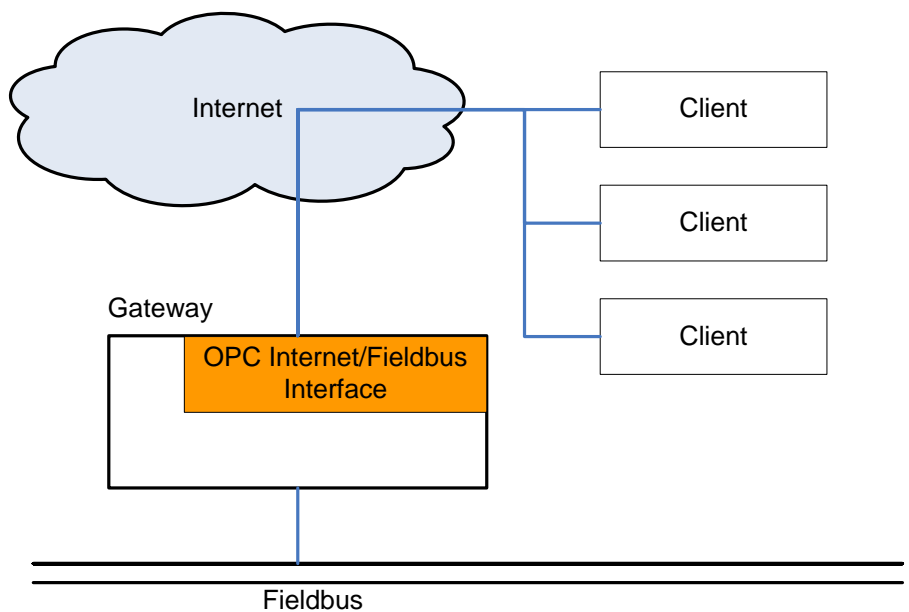 Internet
Client
Client
Client
Gateway
OPC Internet/Fieldbus
Interface
Fieldbus